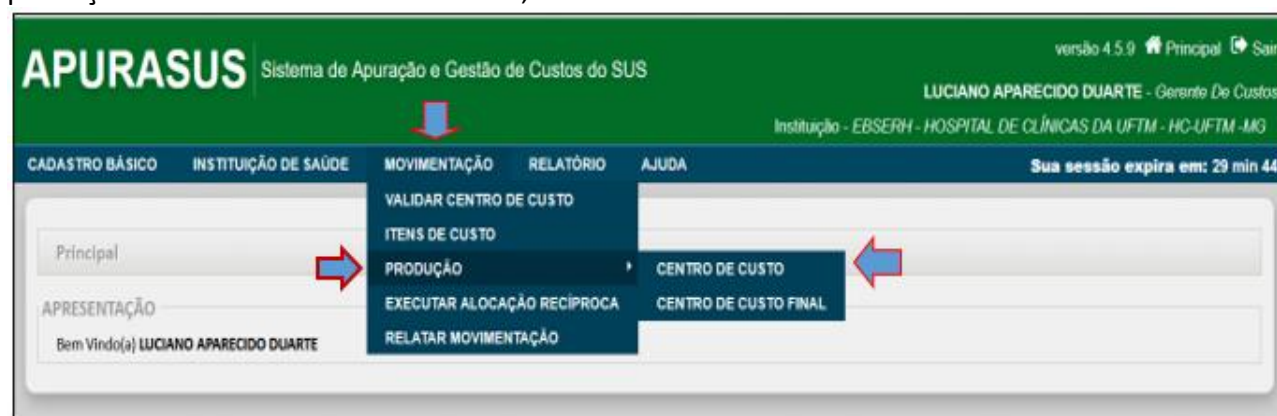 APURASUS Sistema de Apuração e Gestão de Custos do SUS
versão 4.5.9 Principal Sair
LUCIANO APARECIDO DUARTE - Gerente De Custos
Instituição - EBSERH - HOSPITAL DE CLÍNICAS DA UFTM - HC-UFTM -MG
CADASTRO BÁSICO INSTITUIÇÃO DE SAÚDE MOVIMENTAÇÃO RELATÓRIO AJUDA Sua sessão expira em: 29 min 44
VALIDAR CENTRO DE CUSTO
ITENS DE CUSTO
Principal
PRODUÇÃO CENTRO DE CUSTO
EXECUTAR ALOCAÇÃO RECÍPROCA CENTRO DE CUSTO FINAL
APRESENTAÇÃO
RELATAR MOVIMENTAÇÃO
Bem Vindo(a) LUCIANO APARECIDO DUARTE